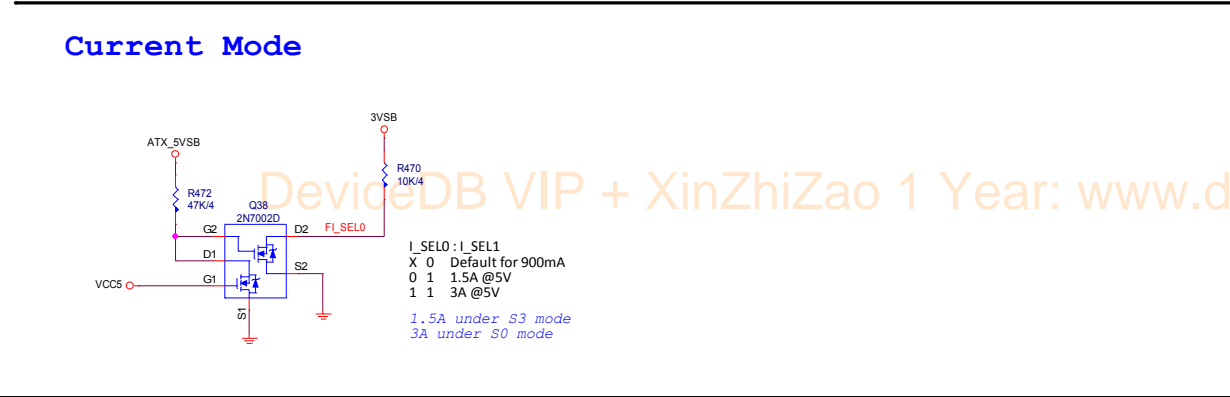 Current Mode
3VSB
ATX_5VSB
R470
10K/4
DeviceDB VIP + XinZhiZao 1 Year: www.d
R472
47K/4
Q38
2N7002D
G2
D2
FI_SEL0
D1
S2
I_SEL0 : I_SEL1
X 0 Default for 900mA
VCC5
G1
0 1 1.5A @5V
1 1 3A @5V
S1
1.5A under S3 mode
3A under S0 mode